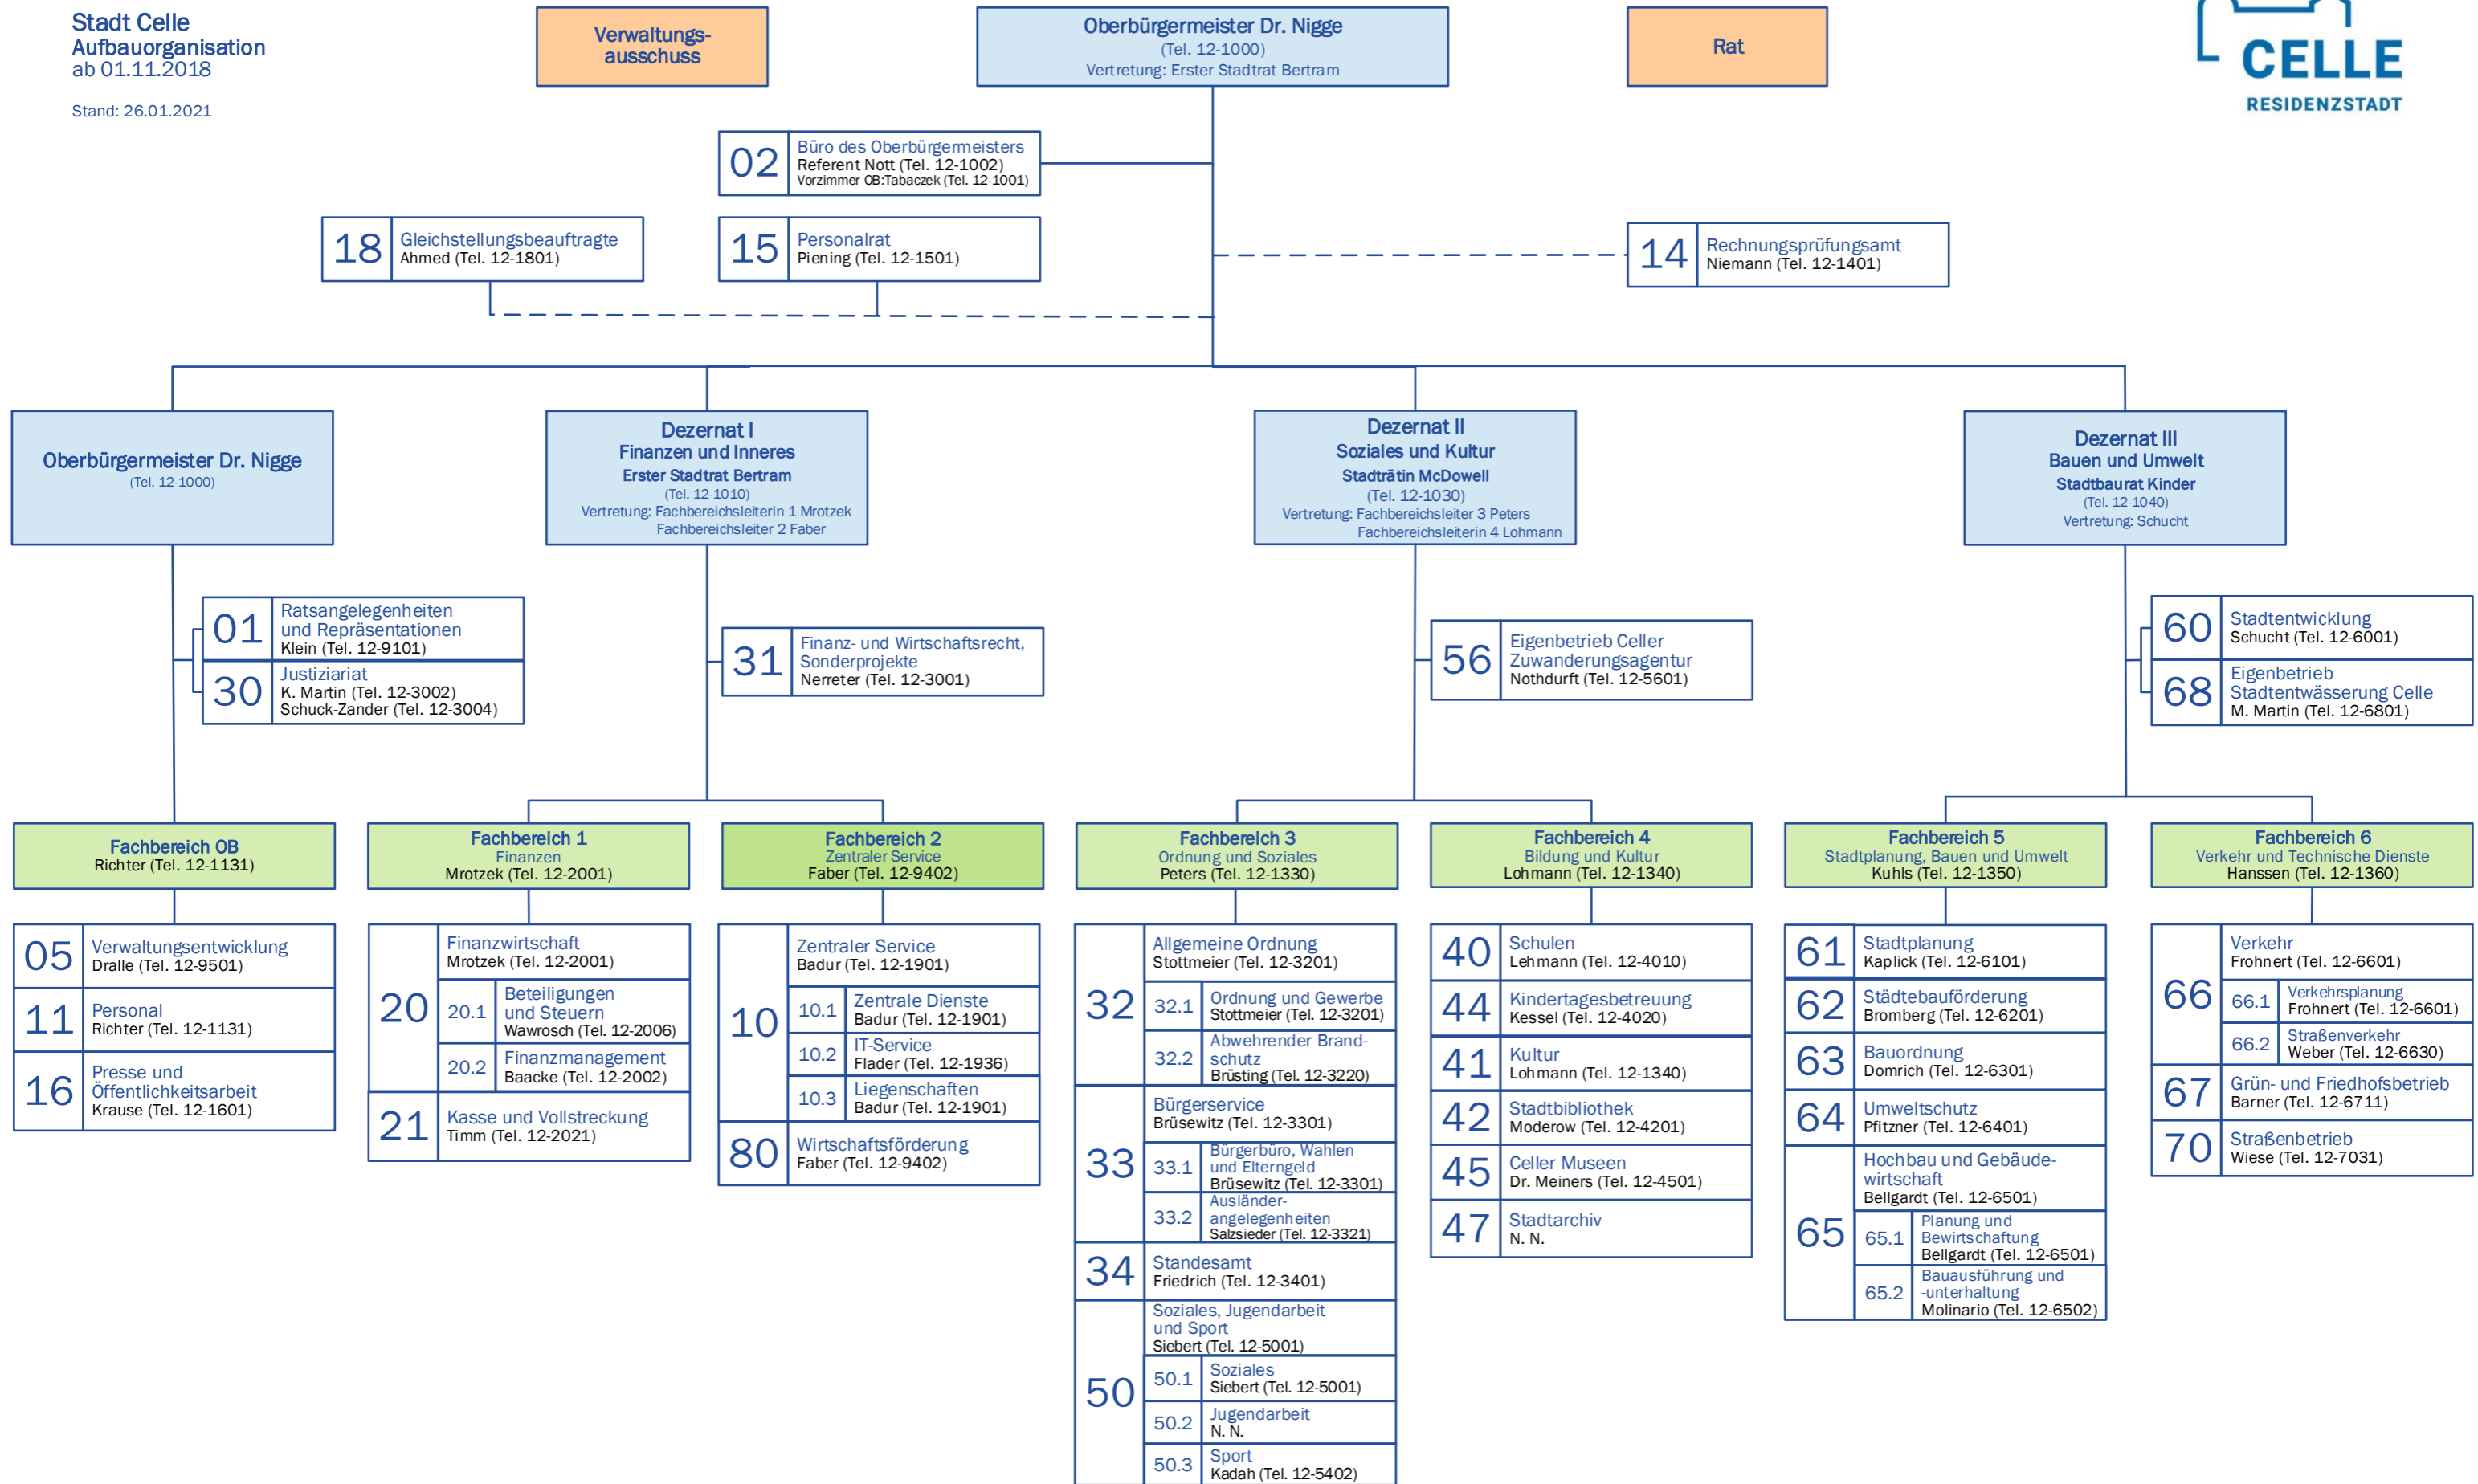 Stadt Celle
Aufbauorganisation
ab 01.11.2018
Stand: 26.01.2021
Verwaltungs-
ausschuss
Oberbürgermeister Dr. Nigge
(Tel. 12-1000)
Vertretung: Erster Stadtrat Bertram
Rat
CELLE
RESIDENZSTADT
02
Büro des Oberbürgermeisters
Referent Nott (Tel. 12-1002)
Vorzimmer OB:Tabaczek (Tel. 12-1001)
18
Gleichstellungsbeauftragte
Ahmed (Tel. 12-1801)
15
Personalrat
Piening (Tel. 12-1501)
14
Rechnungsprüfungsamt
Niemann (Tel. 12-1401)
Oberbürgermeister Dr. Nigge
(Tel. 12-1000)
Dezernat I
Finanzen und Inneres
Erster Stadtrat Bertram
(Tel. 12-1010)
Vertretung: Fachbereichsleiterin 1 Mrotzek
Fachbereichsleiter 2 Faber
Dezernat II
Soziales und Kultur
Stadträtin McDowell
(Tel. 12-1030)
Vertretung: Fachbereichsleiter 3 Peters
Fachbereichsleiterin 4 Lohmann
Dezernat III
Bauen und Umwelt
Stadtbaurat Kinder
(Tel. 12-1040)
Vertretung: Schucht
01
Ratsangelegenheiten
und Repräsentationen
Klein (Tel. 12-9101)
30
Justiziariat
K. Martin (Tel. 12-3002)
Schuck-Zander (Tel. 12-3004)
31
Finanz- und Wirtschaftsrecht,
Sonderprojekte
Nerreter (Tel. 12-3001)
56
Eigenbetrieb Celler
Zuwanderungsagentur
Nothdurft (Tel. 12-5601)
60
Stadtentwicklung
Schucht (Tel. 12-6001)
68
Eigenbetrieb
Stadtentwässerung Celle
M. Martin (Tel. 12-6801)
Fachbereich OB
Richter (Tel. 12-1131)
05
Verwaltungsentwicklung
Dralle (Tel. 12-9501)
11
Personal
Richter (Tel. 12-1131)
16
Presse und
Öffentlichkeitsarbeit
Krause (Tel. 12-1601)
Fachbereich 1
Finanzen
Mrotzek (Tel. 12-2001)
20
Finanzwirtschaft
Mrotzek (Tel. 12-2001)
20.1
Beteiligungen
und Steuern
Wawrosch (Tel. 12-2006)
20.2
Finanzmanagement
Baacke (Tel. 12-2002)
21
Kasse und Vollstreckung
Timm (Tel. 12-2021)
Fachbereich 2
Zentraler Service
Faber (Tel. 12-9402)
10
Zentraler Service
Badur (Tel. 12-1901)
10.1
Zentrale Dienste
Badur (Tel. 12-1901)
10.2
IT-Service
Flader (Tel. 12-1936)
10.3
Liegenschaften
Badur (Tel. 12-1901)
80
Wirtschaftsförderung
Faber (Tel. 12-9402)
Fachbereich 3
Ordnung und Soziales
Peters (Tel. 12-1330)
32
Allgemeine Ordnung
Stottmeier (Tel. 12-3201)
32.1
Ordnung und Gewerbe
Stottmeier (Tel. 12-3201)
32.2
Abwehrender Brand-
schutz
Brüsting (Tel. 12-3220)
33
Bürgerservice
Brüsewitz (Tel. 12-3301)
33.1
Bürgerbüro, Wahlen
und Elterngeld
Brüsewitz (Tel. 12-3301)
33.2
Ausländer-
angelegenheiten
Salzsieder (Tel. 12-3321)
34
Standesamt
Friedrich (Tel. 12-3401)
50
Soziales, Jugendarbeit
und Sport
Siebert (Tel. 12-5001)
50.1
Soziales
Siebert (Tel. 12-5001)
50.2
Jugendarbeit
N. N.
50.3
Sport
Kadah (Tel. 12-5402)
Fachbereich 4
Bildung und Kultur
Lohmann (Tel. 12-1340)
40
Schulen
Lehmann (Tel. 12-4010)
44
Kindertagesbetreuung
Kessel (Tel. 12-4020)
41
Kultur
Lohmann (Tel. 12-1340)
42
Stadtbibliothek
Moderow (Tel. 12-4201)
45
Celler Museen
Dr. Meiners (Tel. 12-4501)
47
Stadtarchiv
N. N.
Fachbereich 5
Stadtplanung, Bauen und Umwelt
Kuhls (Tel. 12-1350)
61
Stadtplanung
Kaplick (Tel. 12-6101)
62
Städtebauförderung
Bromberg (Tel. 12-6201)
63
Bauordnung
Domrich (Tel. 12-6301)
64
Umweltschutz
Pfitzner (Tel. 12-6401)
65
Hochbau und Gebäude-
wirtschaft
Bellgardt (Tel. 12-6501)
65.1
Planung und
Bewirtschaftung
Bellgardt (Tel. 12-6501)
65.2
Bauausführung und
-unterhaltung
Molinario (Tel. 12-6502)
Fachbereich 6
Verkehr und Technische Dienste
Hanssen (Tel. 12-1360)
66
Verkehr
Frohnert (Tel. 12-6601)
66.1
Verkehrsplanung
Frohnert (Tel. 12-6601)
66.2
Straßenverkehr
Weber (Tel. 12-6630)
67
Grün- und Friedhofsbetrieb
Barner (Tel. 12-6711)
70
Straßenbetrieb
Wiese (Tel. 12-7031)